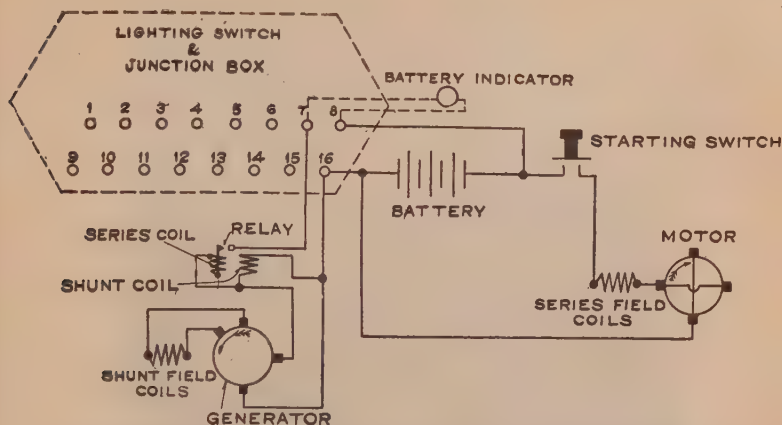 LIGHTING SWITCH
&
JUNCTION BOX
BATTERY INDICATOR
1 2 3 4 5 6 7 8
STARTING SWITCH
9 10 11 12 13 14 15 16
BATTERY
RELAY
SERIES COIL
MOTOR
SHUNT COIL
SERIES FIELD
COILS
SHUNT FIELD
COILS
GENERATOR